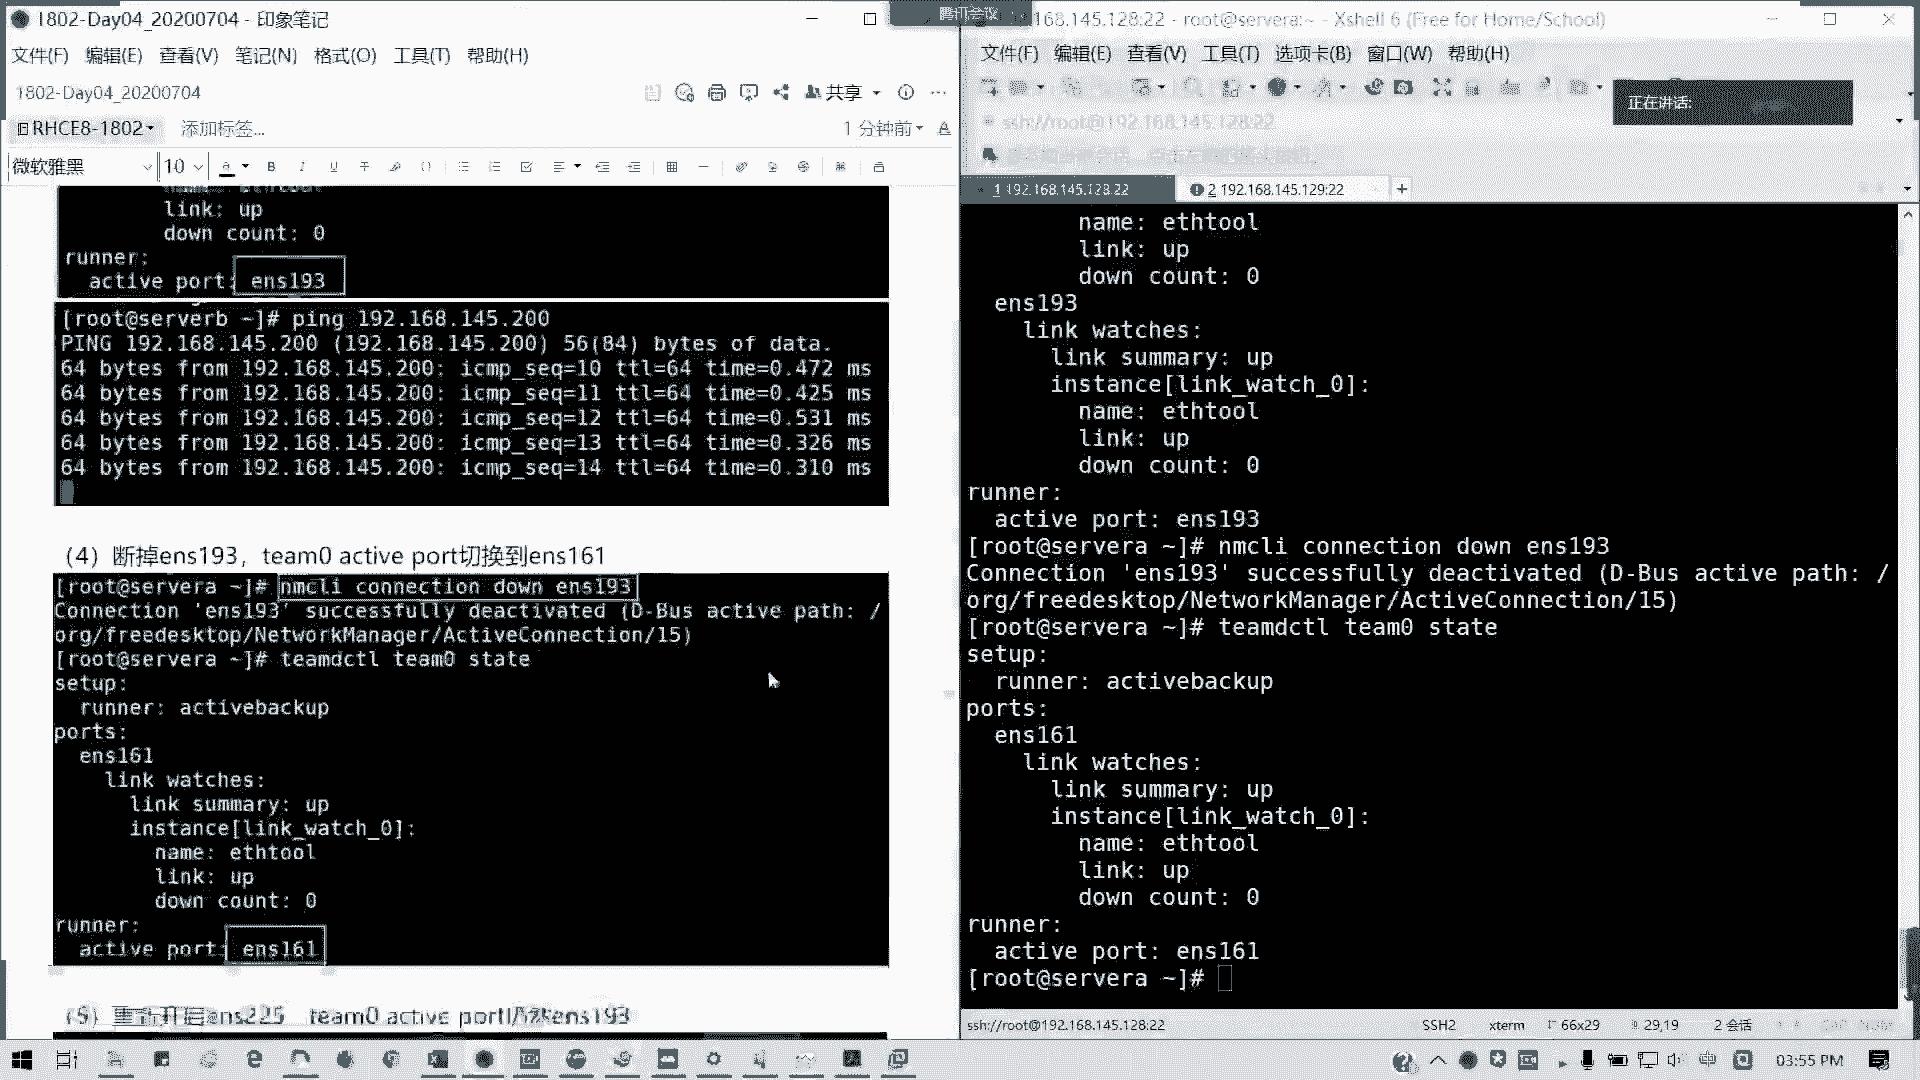 1802-Day04_20200704 - 印象笔记
文件(F) 编辑(E) 查看(V) 笔记(N) 格式(O) 工具(T) 帮助(H)
1802-Day04_20200704
共享
RHCE8-1802
添加标签...
1 分钟前
微软雅黑 10
link: up
down count: 0
runner:
active port: ens193
[root@serverb ~]# ping 192.168.145.200
PING 192.168.145.200 (192.168.145.200) 56(84) bytes of data.
64 bytes from 192.168.145.200: icmp_seq=10 ttl=64 time=0.472 ms
64 bytes from 192.168.145.200: icmp_seq=11 ttl=64 time=0.425 ms
64 bytes from 192.168.145.200: icmp_seq=12 ttl=64 time=0.531 ms
64 bytes from 192.168.145.200: icmp_seq=13 ttl=64 time=0.326 ms
64 bytes from 192.168.145.200: icmp_seq=14 ttl=64 time=0.310 ms
（4）断掉ens193，team0 active port切换到ens161
[root@servera ~]# nmcli connection down ens193
Connection 'ens193' successfully deactivated (D-Bus active path: /
org/freedesktop/NetworkManager/ActiveConnection/15)
[root@servera ~]# teamdctl team0 state
setup:
runner: activebackup
ports:
ens161
link watches:
link summary: up
instance[link_watch_0]:
name: ethtool
link: up
down count: 0
runner:
active port: ens161
（5）重新开启ens225 team0 active port
腾讯会议
192.168.145.128:22 - root@servera:~ - Xshell 6 (Free for Home/School)
文件(F) 编辑(E) 查看(V) 工具(T) 选项卡(B) 窗口(W) 帮助(H)
正在讲话:
ssh://root@192.168.145.128:22
1 192.168.145.128:22
2 192.168.145.129:22
name: ethtool
link: up
down count: 0
ens193
link watches:
link summary: up
instance[link_watch_0]:
name: ethtool
link: up
down count: 0
runner:
active port: ens193
[root@servera ~]# nmcli connection down ens193
Connection 'ens193' successfully deactivated (D-Bus active path: /
org/freedesktop/NetworkManager/ActiveConnection/15)
[root@servera ~]# teamdctl team0 state
setup:
runner: activebackup
ports:
ens161
link watches:
link summary: up
instance[link_watch_0]:
name: ethtool
link: up
down count: 0
runner:
active port: ens161
[root@servera ~]#
ssh://root@192.168.145.128:22 SSH2 xterm 66x29 29,19 2 会话
中 03:55 PM